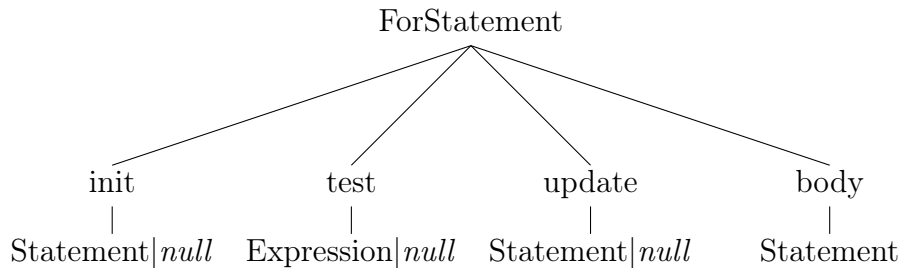 ForStatement
init test update body
Statement|null Expression|null Statement|null Statement